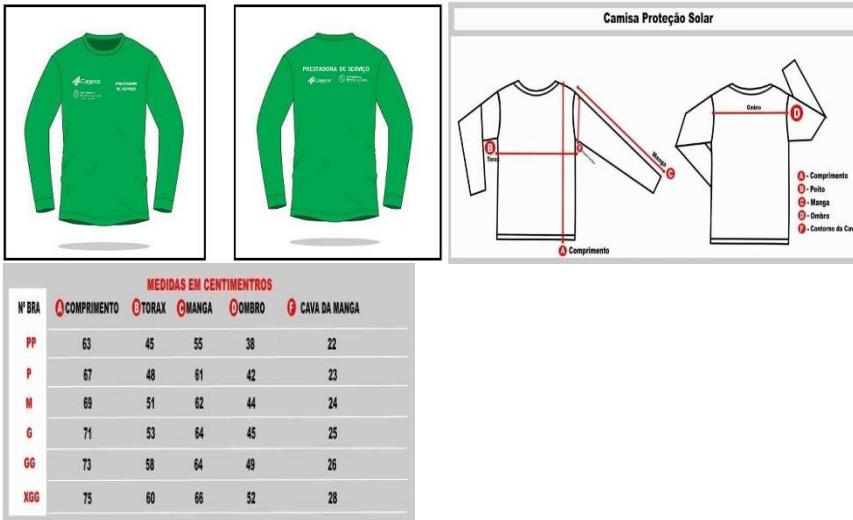 Cagece
PRESTADORA
DE SERVIÇO
PRESTADORA DE SERVIÇO
Cagece
Camisa Proteção Solar
B
Torax
F
Manga
C
A Comprimento
Ombro
D
A - Comprimento
B - Peito
C - Manga
D - Ombro
F - Contorno da Cav
MEDIDAS EM CENTIMENTROS
Nº BRA A COMPRIMENTO B TORAX C MANGA D OMBRO F CAVA DA MANGA
PP 63 45 55 38 22
P 67 48 61 42 23
M 69 51 62 44 24
G 71 53 64 45 25
GG 73 58 64 49 26
XGG 75 60 66 52 28